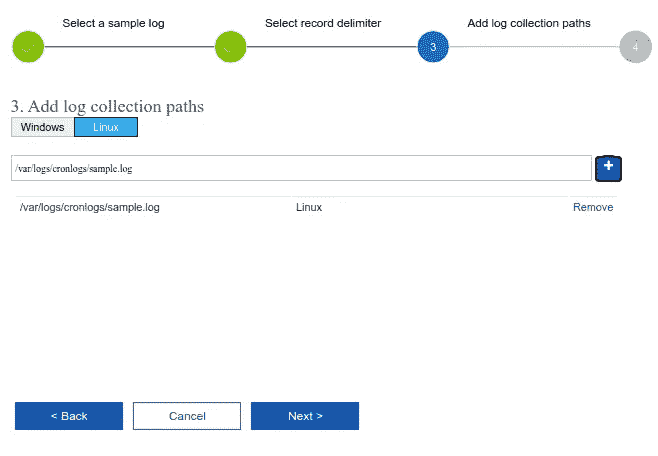 Select a sample log
Select record delimiter
Add log collection paths
3
4
3. Add log collection paths
Windows
Linux
/var/logs/cronlogs/sample.log
+
/var/logs/cronlogs/sample.log
Linux
Remove
< Back
Cancel
Next >